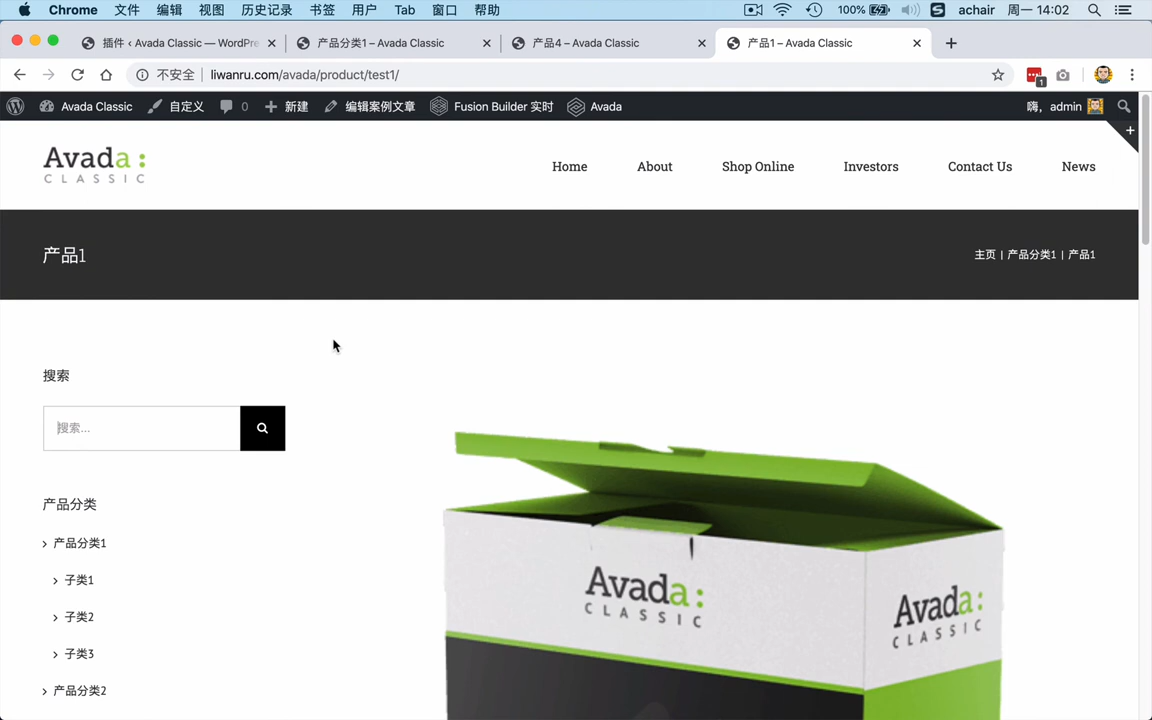 Chrome 文件 编辑 视图 历史记录 书签 用户 Tab 窗口 帮助 100% achair 周一 14:02
插件 ‹ Avada Classic — WordPre 产品分类1 – Avada Classic 产品4 – Avada Classic 产品1 – Avada Classic
不安全 liwanru.com/avada/product/test1/ 1
Avada Classic 自定义 0 新建 编辑案例文章 Fusion Builder 实时 Avada 嗨，admin
Avada:
CLASSIC
Home About Shop Online Investors Contact Us News
产品1
主页 | 产品分类1 | 产品1
搜索
搜索...
产品分类
产品分类1
子类1
子类2
子类3
产品分类2
Avada:
CLASSIC
Avada:
CLASSIC